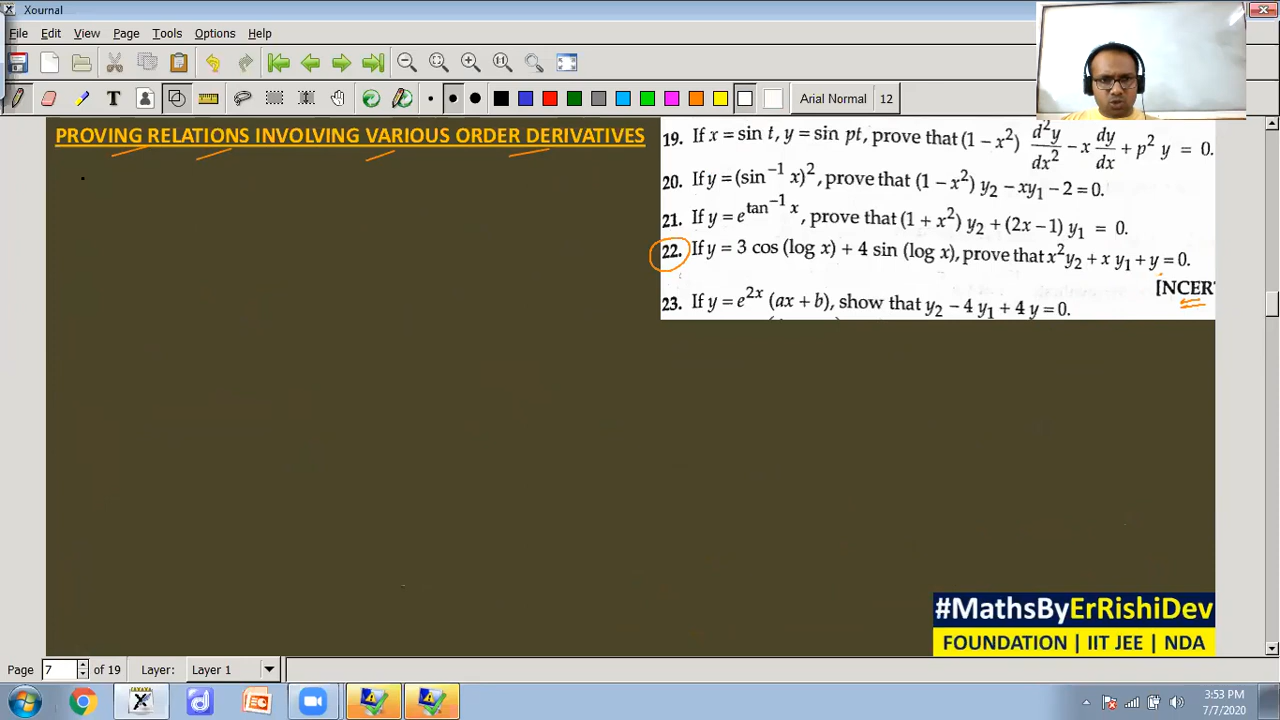 Xournal
File Edit View Page Tools Options Help
Arial Normal 12
PROVING RELATIONS INVOLVING VARIOUS ORDER DERIVATIVES
19. If x = sin t, y = sin pt, prove that (1 − x²) d²y/dx² − x dy/dx + p² y = 0.
20. If y = (sin⁻¹ x)², prove that (1 − x²) y₂ − xy₁ − 2 = 0.
21. If y = e^(tan⁻¹ x), prove that (1 + x²) y₂ + (2x − 1) y₁ = 0.
22. If y = 3 cos (log x) + 4 sin (log x), prove that x²y₂ + x y₁ + y = 0.
[NCER
23. If y = e^(2x) (ax + b), show that y₂ − 4 y₁ + 4 y = 0.
#MathsByErRishiDev
FOUNDATION | IIT JEE | NDA
Page 7 of 19 Layer: Layer 1
3:53 PM
7/7/2020